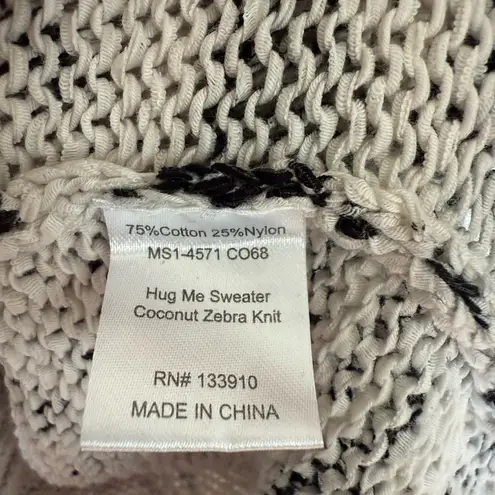 75%Cotton 25%Nylon
MS1-4571 CO68
Hug Me Sweater
Coconut Zebra Knit
RN# 133910
MADE IN CHINA